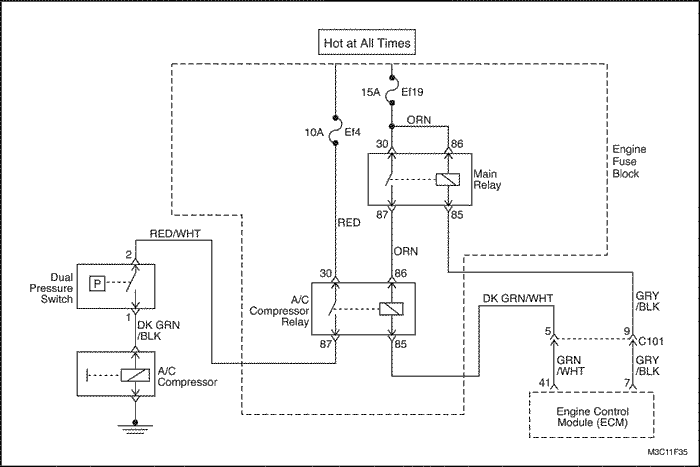 Hot at All Times
15A Ef19
10A Ef4
ORN
30 86
Engine
Fuse
Block
Main
Relay
87 85
RED
RED/WHT
ORN
2
30 86
Dual
Pressure
Switch
P
A/C
Compressor
Relay
DK GRN/WHT
GRY
/BLK
1
DK GRN
/BLK
87 85
5 9
C101
GRN
/WHT
GRY
/BLK
A/C
Compressor
41 7
Engine Control
Module (ECM)
M3C11F35